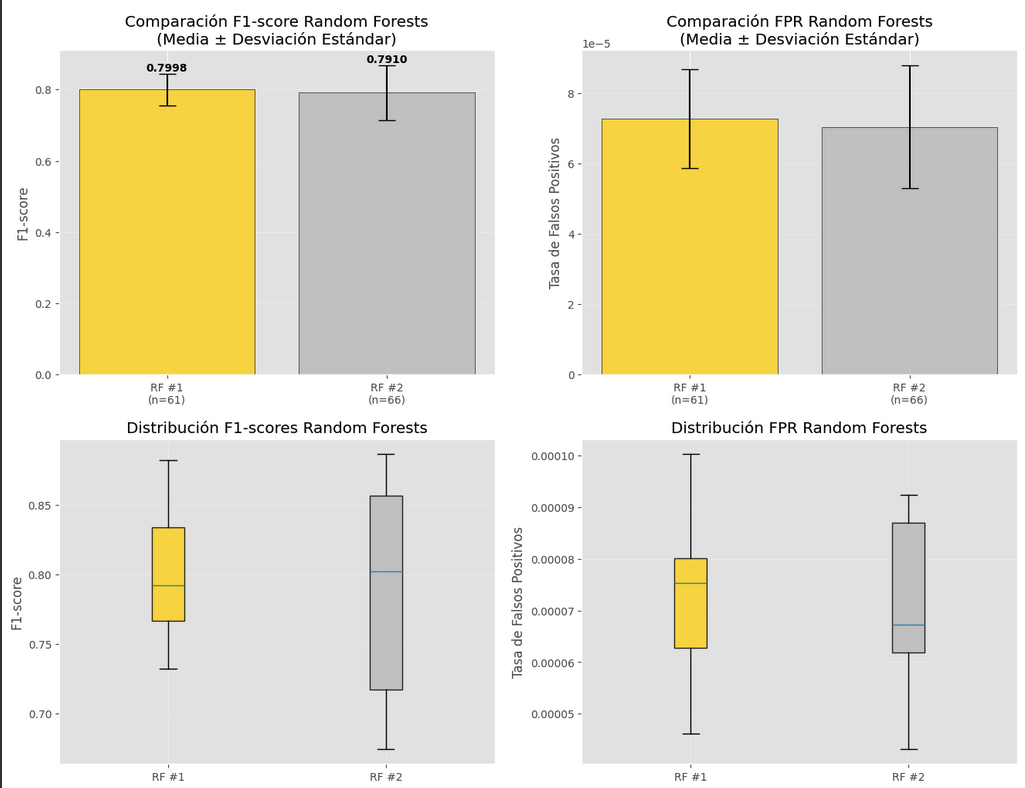 Comparación F1-score Random Forests
(Media ± Desviación Estándar)
0.7998
0.7910
0.8
0.6
0.4
0.2
0.0
F1-score
RF #1
(n=61)
RF #2
(n=66)
Comparación FPR Random Forests
(Media ± Desviación Estándar)
1e−5
8
6
4
2
0
Tasa de Falsos Positivos
RF #1
(n=61)
RF #2
(n=66)
Distribución F1-scores Random Forests
0.85
0.80
0.75
0.70
F1-score
RF #1
RF #2
Distribución FPR Random Forests
0.00010
0.00009
0.00008
0.00007
0.00006
0.00005
Tasa de Falsos Positivos
RF #1
RF #2